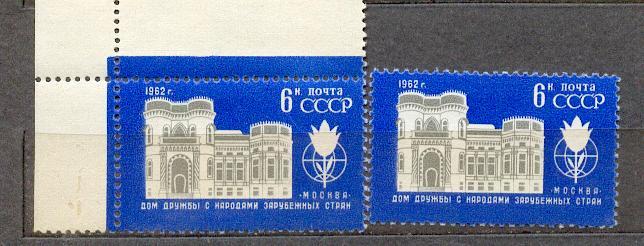 1962 г.
6 к. почта
СССР
• МОСКВА •
ДОМ ДРУЖБЫ С НАРОДАМИ ЗАРУБЕЖНЫХ СТРАН
1962 г.
6 к. почта
СССР
• МОСКВА •
ДОМ ДРУЖБЫ С НАРОДАМИ ЗАРУБЕЖНЫХ СТРАН